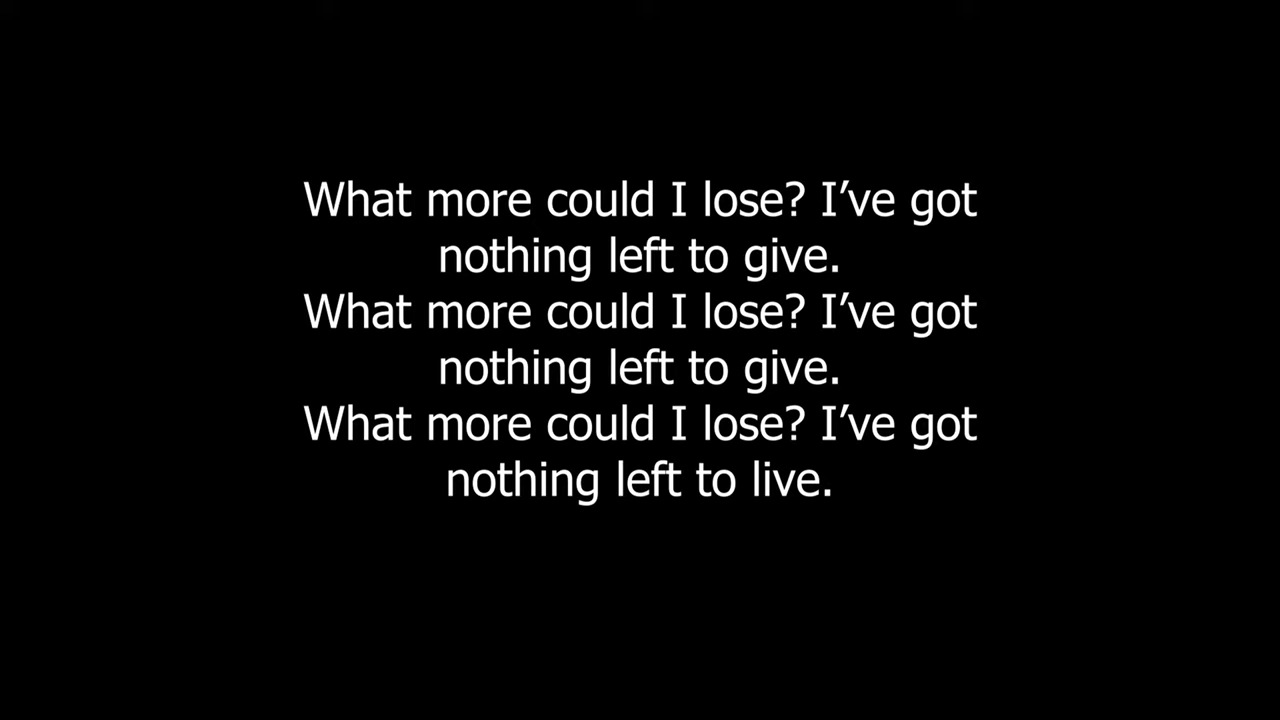 What more could I lose? I’ve got
nothing left to give.
What more could I lose? I’ve got
nothing left to give.
What more could I lose? I’ve got
nothing left to live.